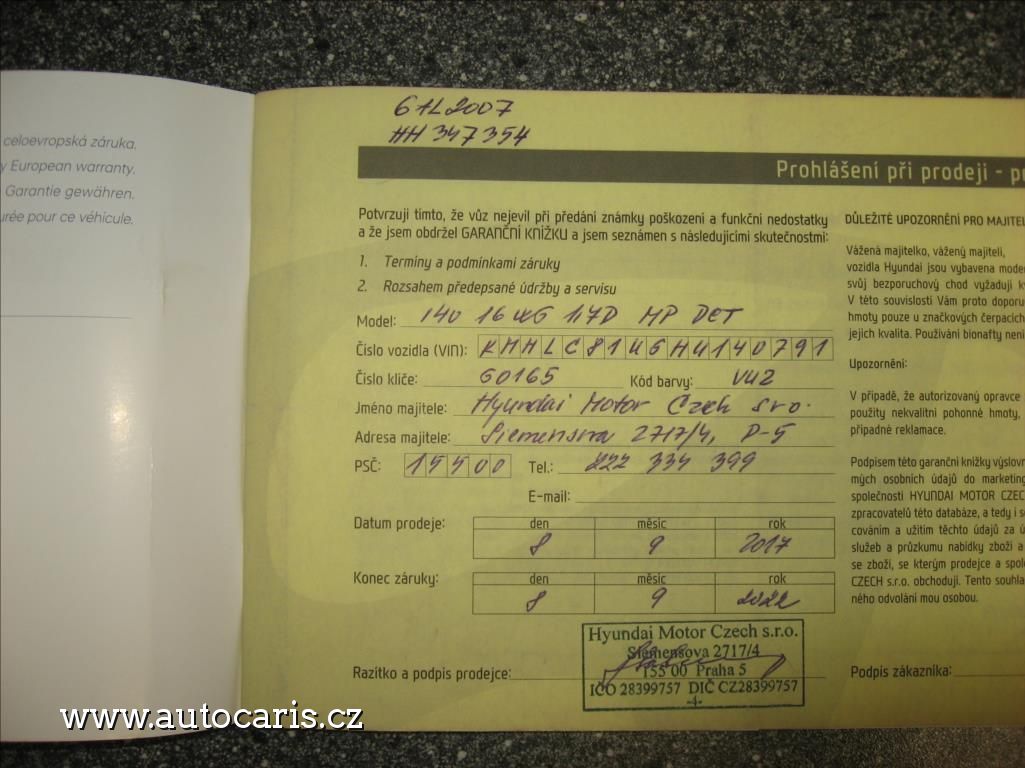 celoevropská záruka.
y European warranty.
Garantie gewähren.
urée pour ce véhicule.
61L2007
HH 347354
Prohlášení při prodeji - p
Potvrzuji tímto, že vůz nejevil při předání známky poškození a funkční nedostatky
a že jsem obdržel GARANČNÍ KNÍŽKU a jsem seznámen s následujícími skutečnostmi:
1. Termíny a podmínkami záruky
2. Rozsahem předepsané údržby a servisu
Model: i40 16 WG 1.7D HP DCT
Číslo vozidla (VIN): KMHLC81UGHU140791
Číslo klíče: G0165 Kód barvy: VU2
Jméno majitele: Hyundai Motor Czech s.r.o.
Adresa majitele: Siemensova 2717/4, P-5
PSČ: 15500 Tel.: 222 334 399
E-mail:
Datum prodeje: den měsíc rok
8 9 2017
Konec záruky: den měsíc rok
8 9 2022
Razítko a podpis prodejce:
Hyundai Motor Czech s.r.o.
Siemensova 2717/4
155 00 Praha 5
IČO 28399757 DIČ CZ28399757
-4-
DŮLEŽITÉ UPOZORNĚNÍ PRO MAJITEL
Vážená majitelko, vážený majiteli,
vozidla Hyundai jsou vybavena moder
svůj bezporuchový chod vyžadují k
V této souvislosti Vám proto doporu
hmoty pouze u značkových čerpacích
jejich kvalita. Používání bionafty není
Upozornění:
V případě, že autorizovaný opravce
použity nekvalitní pohonné hmoty,
případné reklamace.
Podpisem této garanční knížky výslov
mých osobních údajů do marketing
společnosti HYUNDAI MOTOR CZEC
zpracovatelů této databáze, a tedy i s
cováním a užitím těchto údajů za ú
služeb a průzkumu nabídky zboží a
se zboží, se kterým prodejce a spole
CZECH s.r.o. obchodují. Tento souhla
ného odvolání mou osobou.
Podpis zákazníka:
www.autocaris.cz